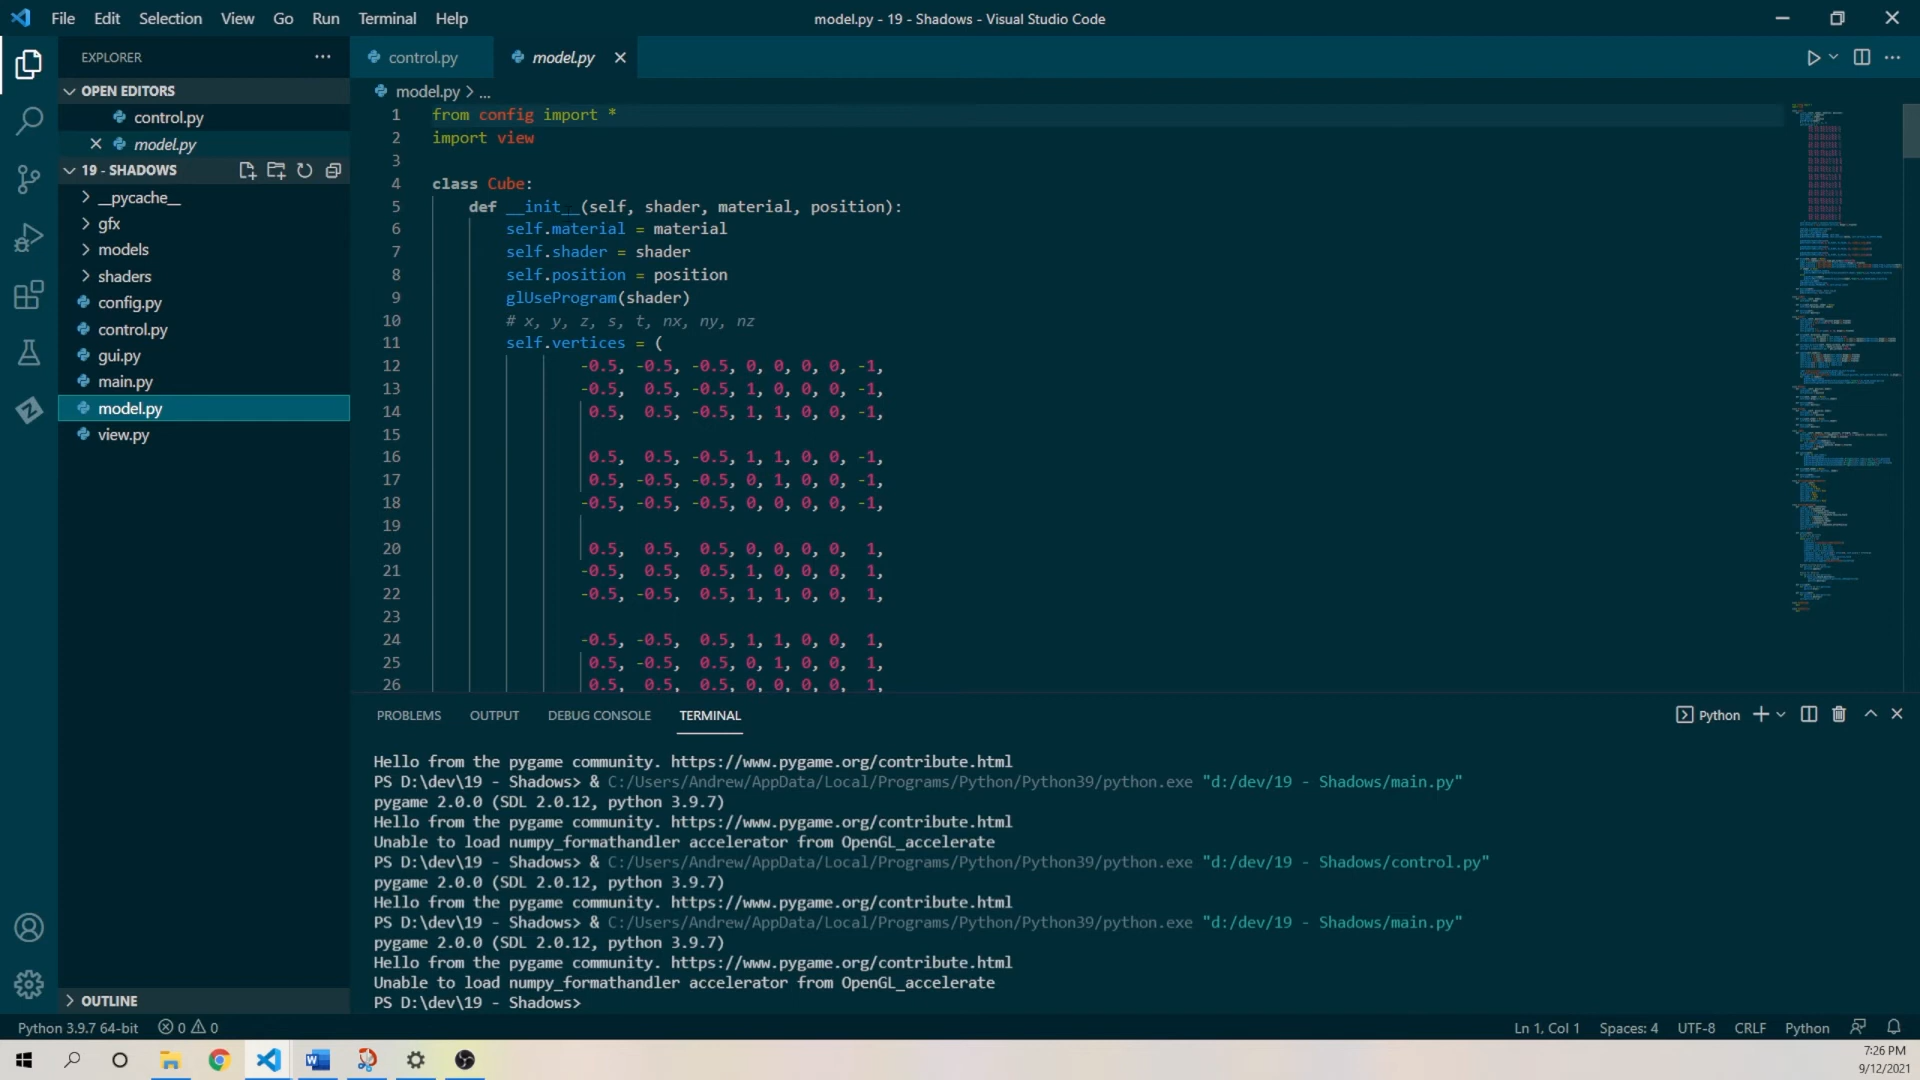 File Edit Selection View Go Run Terminal Help
model.py - 19 - Shadows - Visual Studio Code
EXPLORER
OPEN EDITORS
control.py
model.py
19 - SHADOWS
__pycache__
gfx
models
shaders
config.py
control.py
gui.py
main.py
model.py
view.py
OUTLINE
control.py model.py
model.py > ...
1 from config import *
2 import view
3
4 class Cube:
5 def __init__(self, shader, material, position):
6 self.material = material
7 self.shader = shader
8 self.position = position
9 glUseProgram(shader)
10 # x, y, z, s, t, nx, ny, nz
11 self.vertices = (
12 -0.5, -0.5, -0.5, 0, 0, 0, 0, -1,
13 -0.5, 0.5, -0.5, 1, 0, 0, 0, -1,
14 0.5, 0.5, -0.5, 1, 1, 0, 0, -1,
15
16 0.5, 0.5, -0.5, 1, 1, 0, 0, -1,
17 0.5, -0.5, -0.5, 0, 1, 0, 0, -1,
18 -0.5, -0.5, -0.5, 0, 0, 0, 0, -1,
19
20 0.5, 0.5, 0.5, 0, 0, 0, 0, 1,
21 -0.5, 0.5, 0.5, 1, 0, 0, 0, 1,
22 -0.5, -0.5, 0.5, 1, 1, 0, 0, 1,
23
24 -0.5, -0.5, 0.5, 1, 1, 0, 0, 1,
25 0.5, -0.5, 0.5, 0, 1, 0, 0, 1,
26 0.5, 0.5, 0.5, 0, 0, 0, 0, 1,
PROBLEMS OUTPUT DEBUG CONSOLE TERMINAL
Python
Hello from the pygame community. https://www.pygame.org/contribute.html
PS D:\dev\19 - Shadows> & C:/Users/Andrew/AppData/Local/Programs/Python/Python39/python.exe "d:/dev/19 - Shadows/main.py"
pygame 2.0.0 (SDL 2.0.12, python 3.9.7)
Hello from the pygame community. https://www.pygame.org/contribute.html
Unable to load numpy_formathandler accelerator from OpenGL_accelerate
PS D:\dev\19 - Shadows> & C:/Users/Andrew/AppData/Local/Programs/Python/Python39/python.exe "d:/dev/19 - Shadows/control.py"
pygame 2.0.0 (SDL 2.0.12, python 3.9.7)
Hello from the pygame community. https://www.pygame.org/contribute.html
PS D:\dev\19 - Shadows> & C:/Users/Andrew/AppData/Local/Programs/Python/Python39/python.exe "d:/dev/19 - Shadows/main.py"
pygame 2.0.0 (SDL 2.0.12, python 3.9.7)
Hello from the pygame community. https://www.pygame.org/contribute.html
Unable to load numpy_formathandler accelerator from OpenGL_accelerate
PS D:\dev\19 - Shadows>
Python 3.9.7 64-bit 0 0
Ln 1, Col 1 Spaces: 4 UTF-8 CRLF Python
7:26 PM
9/12/2021